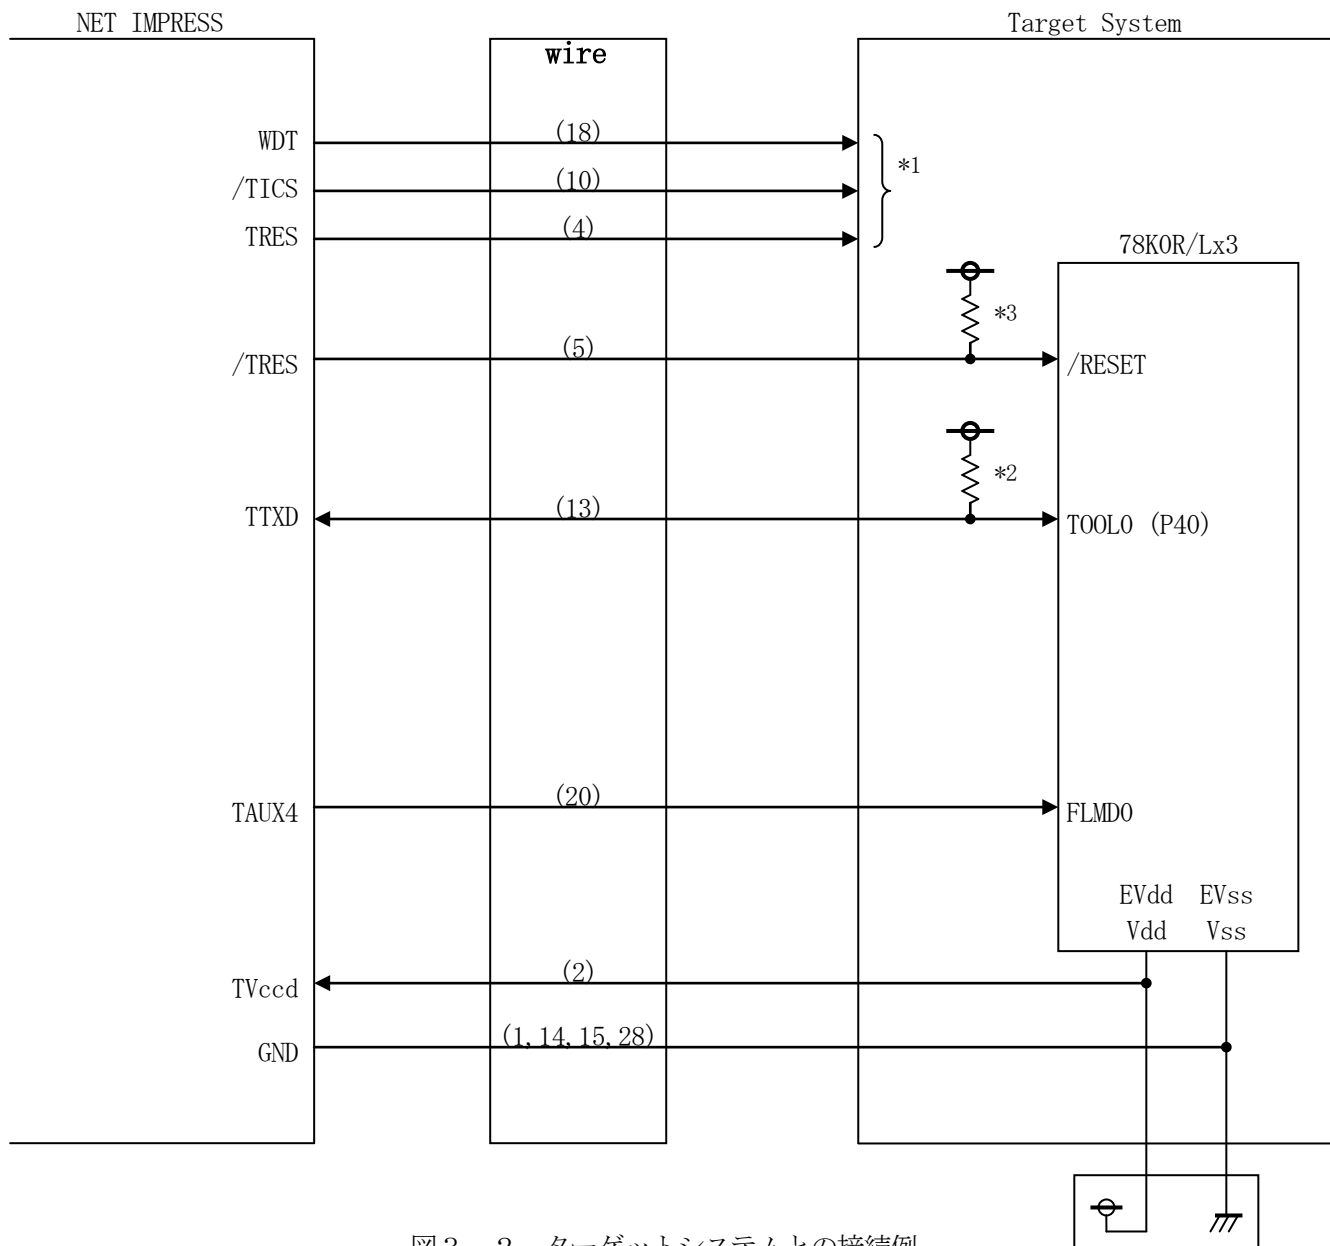 NET IMPRESS
Target System
wire
WDT
(18)
*1
/TICS
(10)
TRES
(4)
78K0R/Lx3
*3
/TRES
(5)
/RESET
*2
TTXD
(13)
TOOL0 (P40)
TAUX4
(20)
FLMD0
EVdd EVss
Vdd Vss
TVccd
(2)
GND
(1,14,15,28)